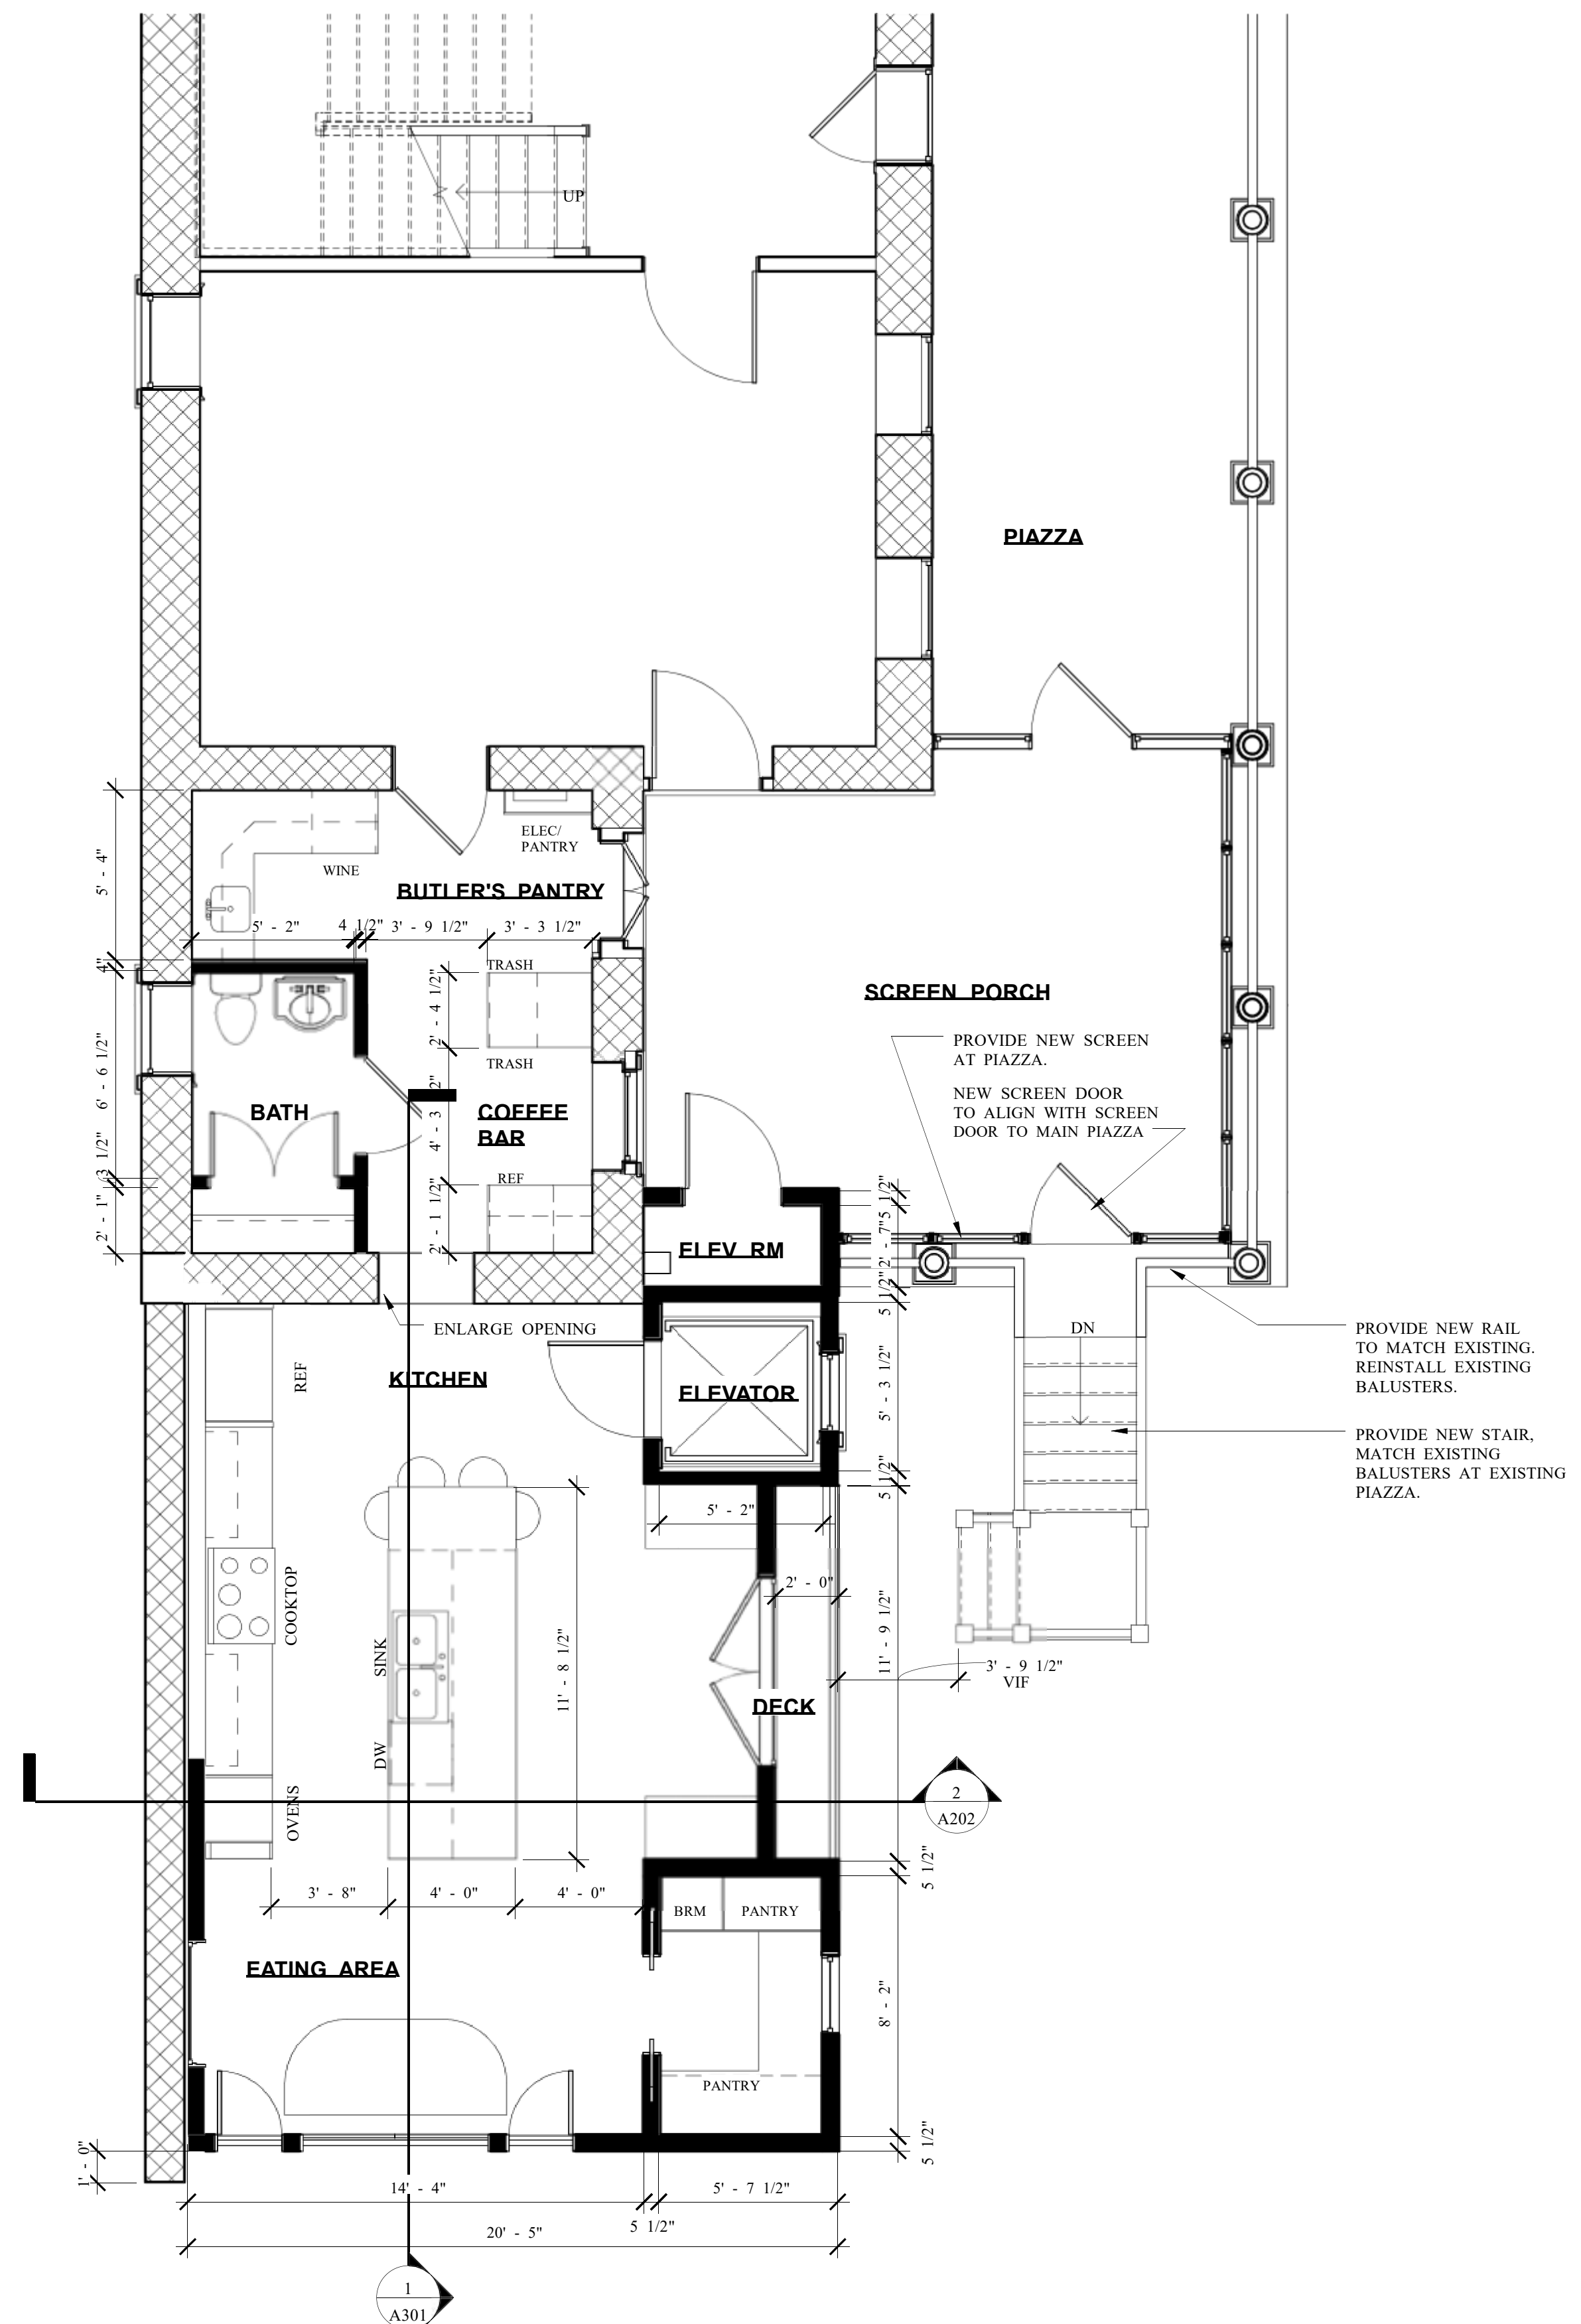 UP
PIAZZA
ELEC/
PANTRY
WINE
BUTLER'S PANTRY
5' - 4"
5' - 2"
4 1/2"
3' - 9 1/2"
3' - 3 1/2"
4"
TRASH
2' - 4 1/2"
TRASH
SCREEN PORCH
PROVIDE NEW SCREEN
AT PIAZZA.
NEW SCREEN DOOR
TO ALIGN WITH SCREEN
DOOR TO MAIN PIAZZA
6' - 6 1/2"
BATH
COFFEE
BAR
3 1/2"
2' - 1"
REF
2' - 1 1/2"
5 1/2"
2' - 7"
5 1/2"
ELEV RM
ENLARGE OPENING
DN
PROVIDE NEW RAIL
TO MATCH EXISTING.
REINSTALL EXISTING
BALUSTERS.
REF
KITCHEN
ELEVATOR
5 1/2"
5' - 3 1/2"
5 1/2"
PROVIDE NEW STAIR,
MATCH EXISTING
BALUSTERS AT EXISTING
PIAZZA.
5' - 2"
2' - 0"
COOKTOP
SINK
11' - 8 1/2"
11' - 9 1/2"
3' - 9 1/2"
VIF
DECK
DW
OVENS
2
A202
5 1/2"
3' - 8"
4' - 0"
4' - 0"
BRM
PANTRY
EATING AREA
8' - 2"
PANTRY
5 1/2"
1' - 0"
14' - 4"
5' - 7 1/2"
5 1/2"
20' - 5"
1
A301